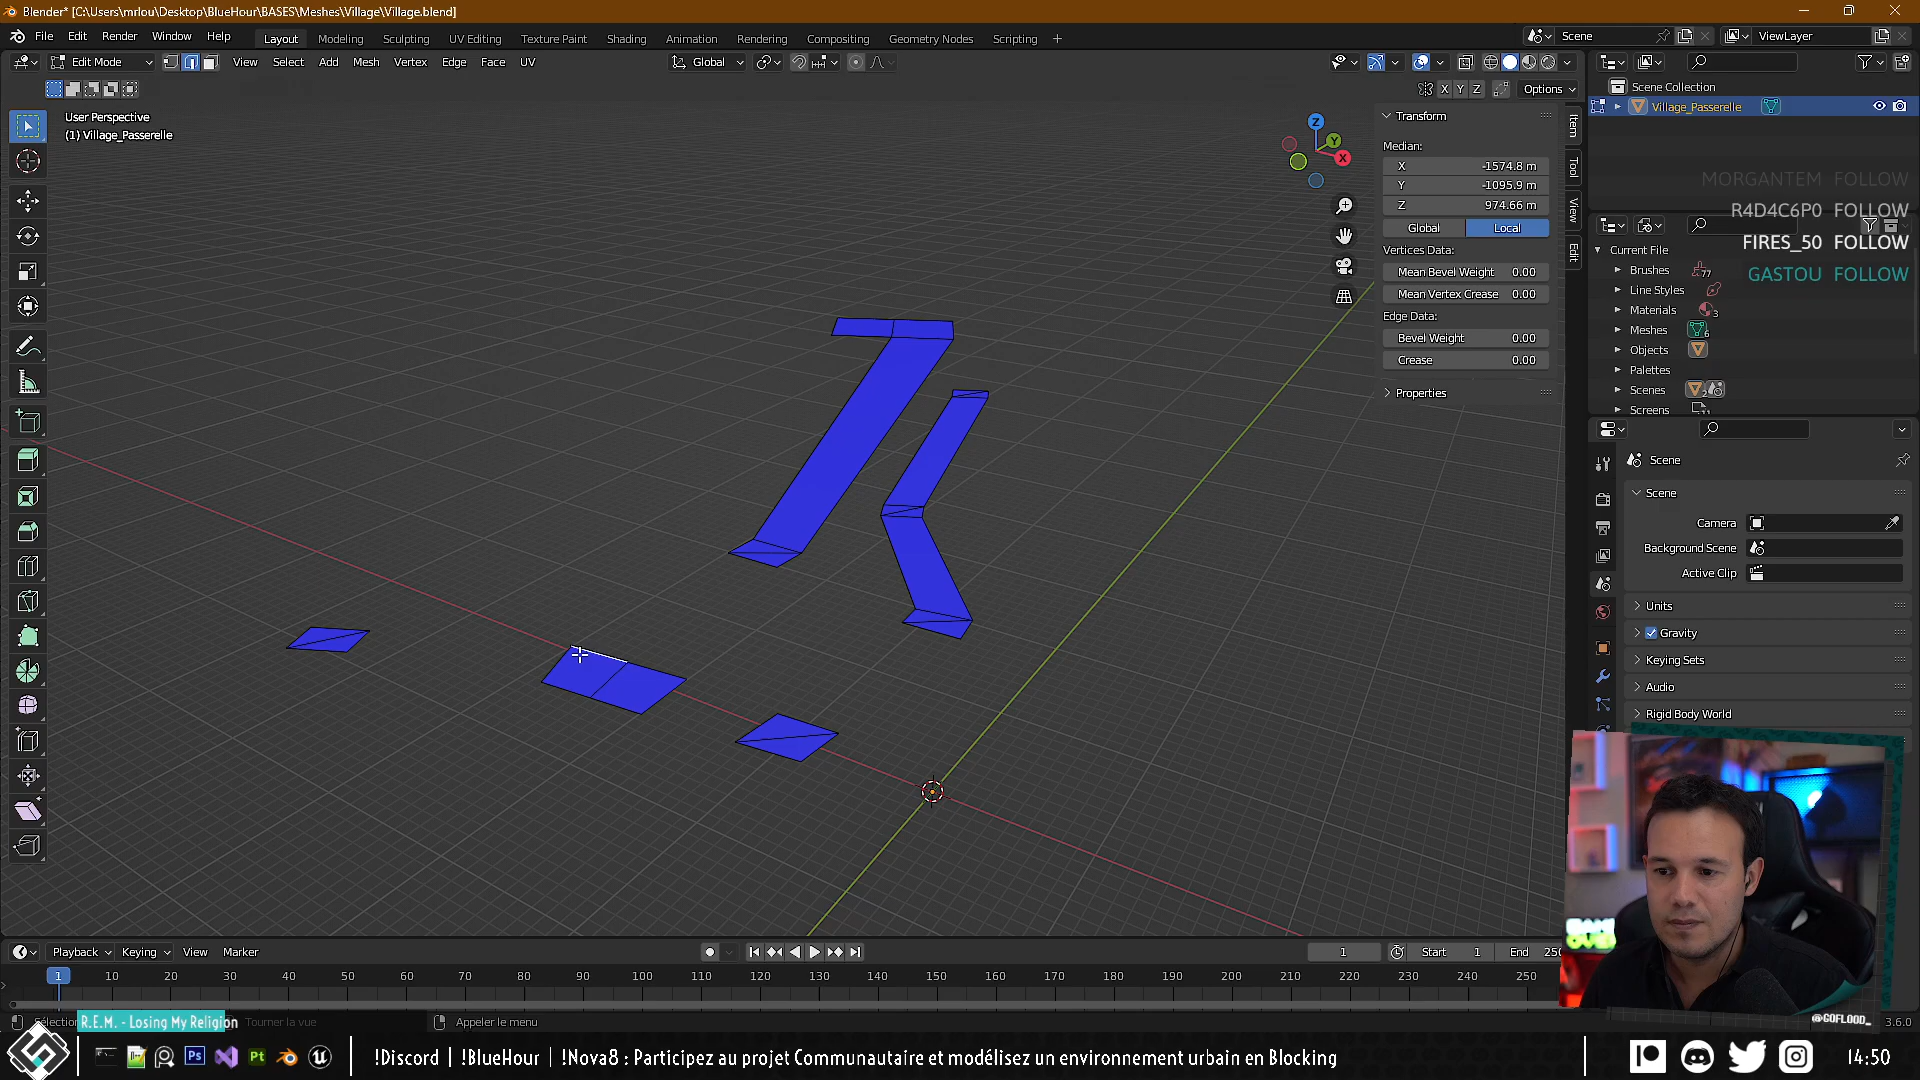 Blender* [C:\Users\mrlou\Desktop\BlueHour\BASES\Meshes\Village\Village.blend]
File Edit Render Window Help Layout Modeling Sculpting UV Editing Texture Paint Shading Animation Rendering Compositing Geometry Nodes Scripting + Scene ViewLayer
Edit Mode View Select Add Mesh Vertex Edge Face UV Global
X Y Z Options
User Perspective
(1) Village_Passerelle
Z
Y
X
Transform
Median:
X -1574.8 m
Y -1095.9 m
Z 974.66 m
Global Local
Vertices Data:
Mean Bevel Weight 0.00
Mean Vertex Crease 0.00
Edge Data:
Bevel Weight 0.00
Crease 0.00
Properties
Item
Tool
View
Edit
Scene Collection
Village_Passerelle
MORGANTEM FOLLOW
R4D4C6P0 FOLLOW
FIRES_50 FOLLOW
GASTOU FOLLOW
Current File
Brushes 77
Line Styles
Materials 3
Meshes 6
Objects
Palettes
Scenes 2
Screens
Scene
Scene
Camera
Background Scene
Active Clip
Units
Gravity
Keying Sets
Audio
Rigid Body World
Playback Keying View Marker 1 Start 1 End 250
1 10 20 30 40 50 60 70 80 90 100 110 120 130 140 150 160 170 180 190 200 210 220 230 240 250
R.E.M. - Losing My Religion
Tourner la vue
Appeler le menu
@GOFLOOD_
3.6.0
!Discord | !BlueHour | !Nova8 : Participez au projet Communautaire et modélisez un environnement urbain en Blocking
14:50